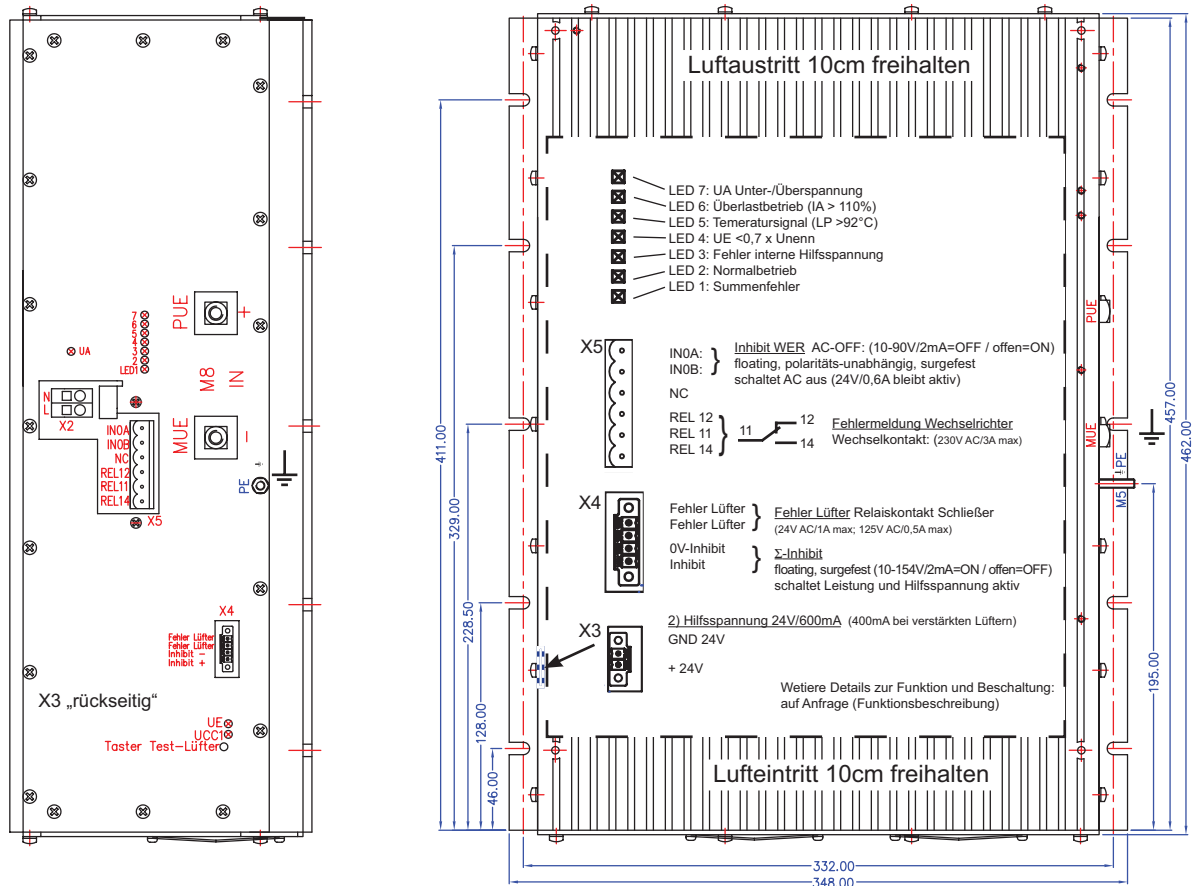 7
6
5
4
3
2
LED1
UA
PUE
+
M8
IN
MUE
−
N
L
X2
IN0A
IN0B
NC
REL12
REL11
REL14
X5
PE
X4
Fehler Lüfter
Fehler Lüfter
Inhibit −
Inhibit +
X3 „rückseitig“
UE
UCC1
Taster Test-Lüfter
Luftaustritt 10cm freihalten
LED 7: UA Unter-/Überspannung
LED 6: Überlastbetrieb (IA > 110%)
LED 5: Temeratursignal (LP >92°C)
LED 4: UE <0,7 x Unenn
LED 3: Fehler interne Hilfsspannung
LED 2: Normalbetrieb
LED 1: Summenfehler
X5
IN0A:
IN0B:
Inhibit WER AC-OFF: (10-90V/2mA=OFF / offen=ON)
floating, polaritäts-unabhängig, surgefest
schaltet AC aus (24V/0,6A bleibt aktiv)
NC
REL 12
REL 11
REL 14
11
12
14
Fehlermeldung Wechselrichter
Wechselkontakt: (230V AC/3A max)
X4
Fehler Lüfter
Fehler Lüfter
Fehler Lüfter Relaiskontakt Schließer
(24V AC/1A max; 125V AC/0,5A max)
0V-Inhibit
Inhibit
Σ-Inhibit
floating, surgefest (10-154V/2mA=ON / offen=OFF)
schaltet Leistung und Hilfsspannung aktiv
X3
2) Hilfsspannung 24V/600mA (400mA bei verstärkten Lüftern)
GND 24V
+ 24V
Wetiere Details zur Funktion und Beschaltung:
auf Anfrage (Funktionsbeschreibung)
Lufteintritt 10cm freihalten
PUE
MUE
PE
M5
411.00
329.00
228.50
128.00
46.00
457.00
462.00
195.00
332.00
348.00